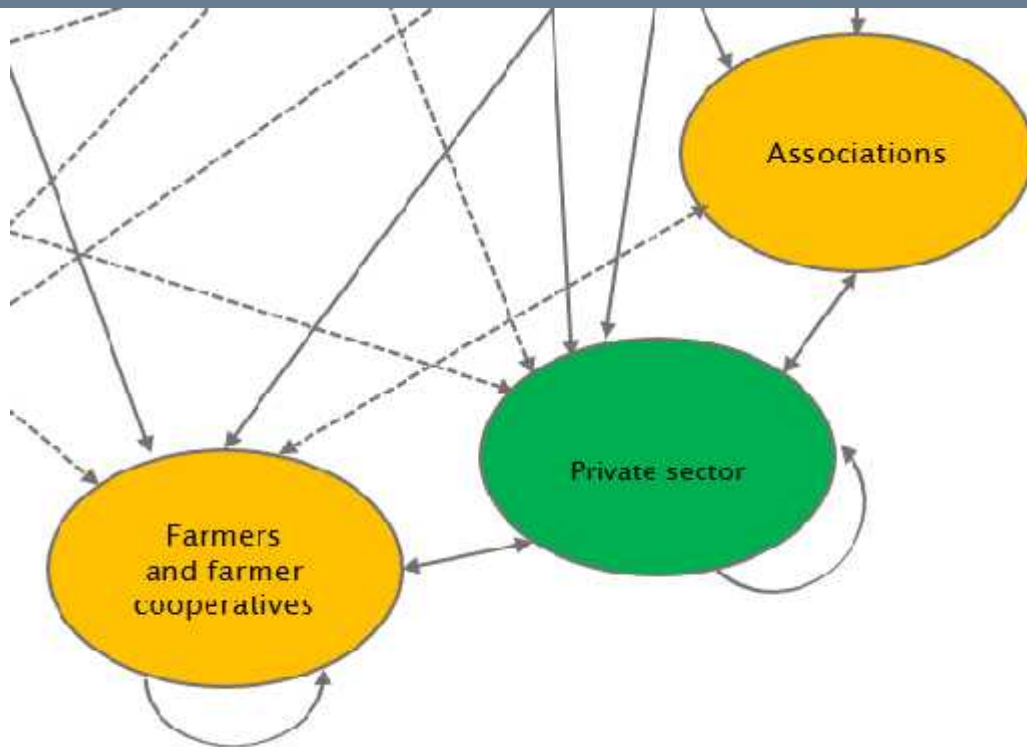 Associations
Private sector
Farmers
and farmer
cooperatives